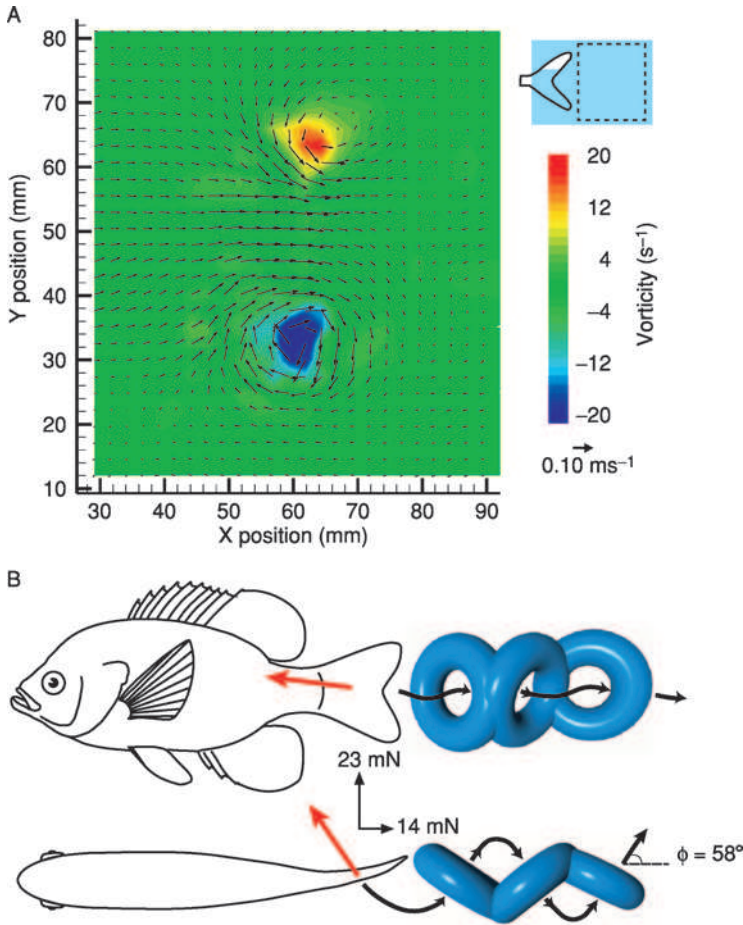 A
80
70
60
50
40
30
20
10
Y position (mm)
30 40 50 60 70 80 90
X position (mm)
20
12
4
−4
−12
−20
Vorticity (s−1)
0.10 ms−1
B
23 mN
14 mN
ϕ = 58º